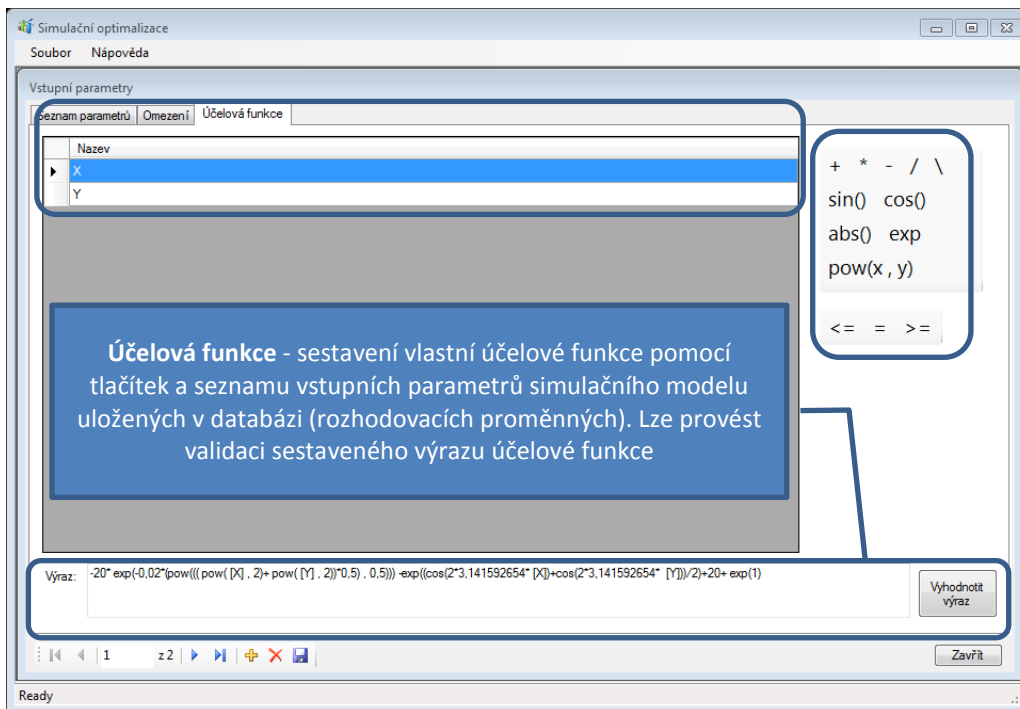 Simulační optimalizace
Soubor Nápověda
Vstupní parametry
Seznam parametrů Omezení Účelová funkce
Nazev
X
Y
+ * - / \
sin() cos()
abs() exp
pow(x , y)
<= = >=
Účelová funkce - sestavení vlastní účelové funkce pomocí
tlačítek a seznamu vstupních parametrů simulačního modelu
uložených v databázi (rozhodovacích proměnných). Lze provést
validaci sestaveného výrazu účelové funkce
Výraz: -20* exp(-0,02*(pow((( pow( [X] , 2)+ pow( [Y] , 2))*0,5) , 0,5))) -exp((cos(2*3,141592654* [X])+cos(2*3,141592654* [Y]))/2)+20+ exp(1)
Vyhodnotit
výraz
1 z 2
Zavřít
Ready